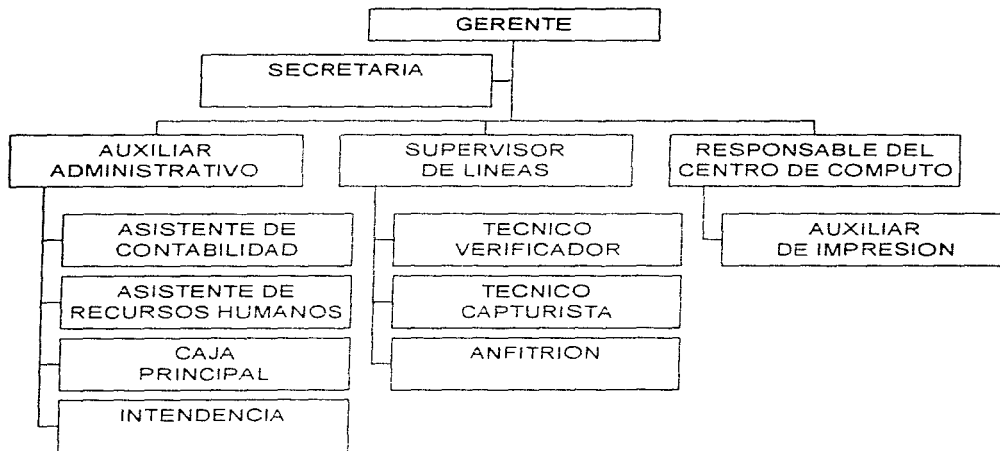 GERENTE
SECRETARIA
AUXILIAR
ADMINISTRATIVO
SUPERVISOR
DE LINEAS
RESPONSABLE DEL
CENTRO DE COMPUTO
ASISTENTE DE
CONTABILIDAD
ASISTENTE DE
RECURSOS HUMANOS
CAJA
PRINCIPAL
INTENDENCIA
TECNICO
VERIFICADOR
TECNICO
CAPTURISTA
ANFITRION
AUXILIAR
DE IMPRESION